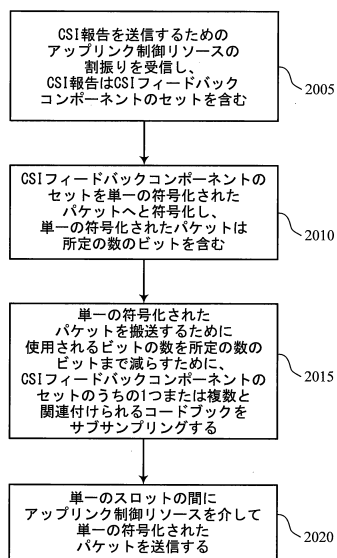 CSI報告を送信するための
アップリンク制御リソースの
割振りを受信し、
CSI報告はCSIフィードバック
コンポーネントのセットを含む
2005
CSIフィードバックコンポーネントの
セットを単一の符号化された
パケットへと符号化し、
単一の符号化されたパケットは
所定の数のビットを含む
2010
単一の符号化された
パケットを搬送するために
使用されるビットの数を所定の数の
ビットまで減らすために、
CSIフィードバックコンポーネントの
セットのうちの1つまたは複数と
関連付けられるコードブックを
サブサンプリングする
2015
単一のスロットの間に
アップリンク制御リソースを介して
単一の符号化された
パケットを送信する
2020